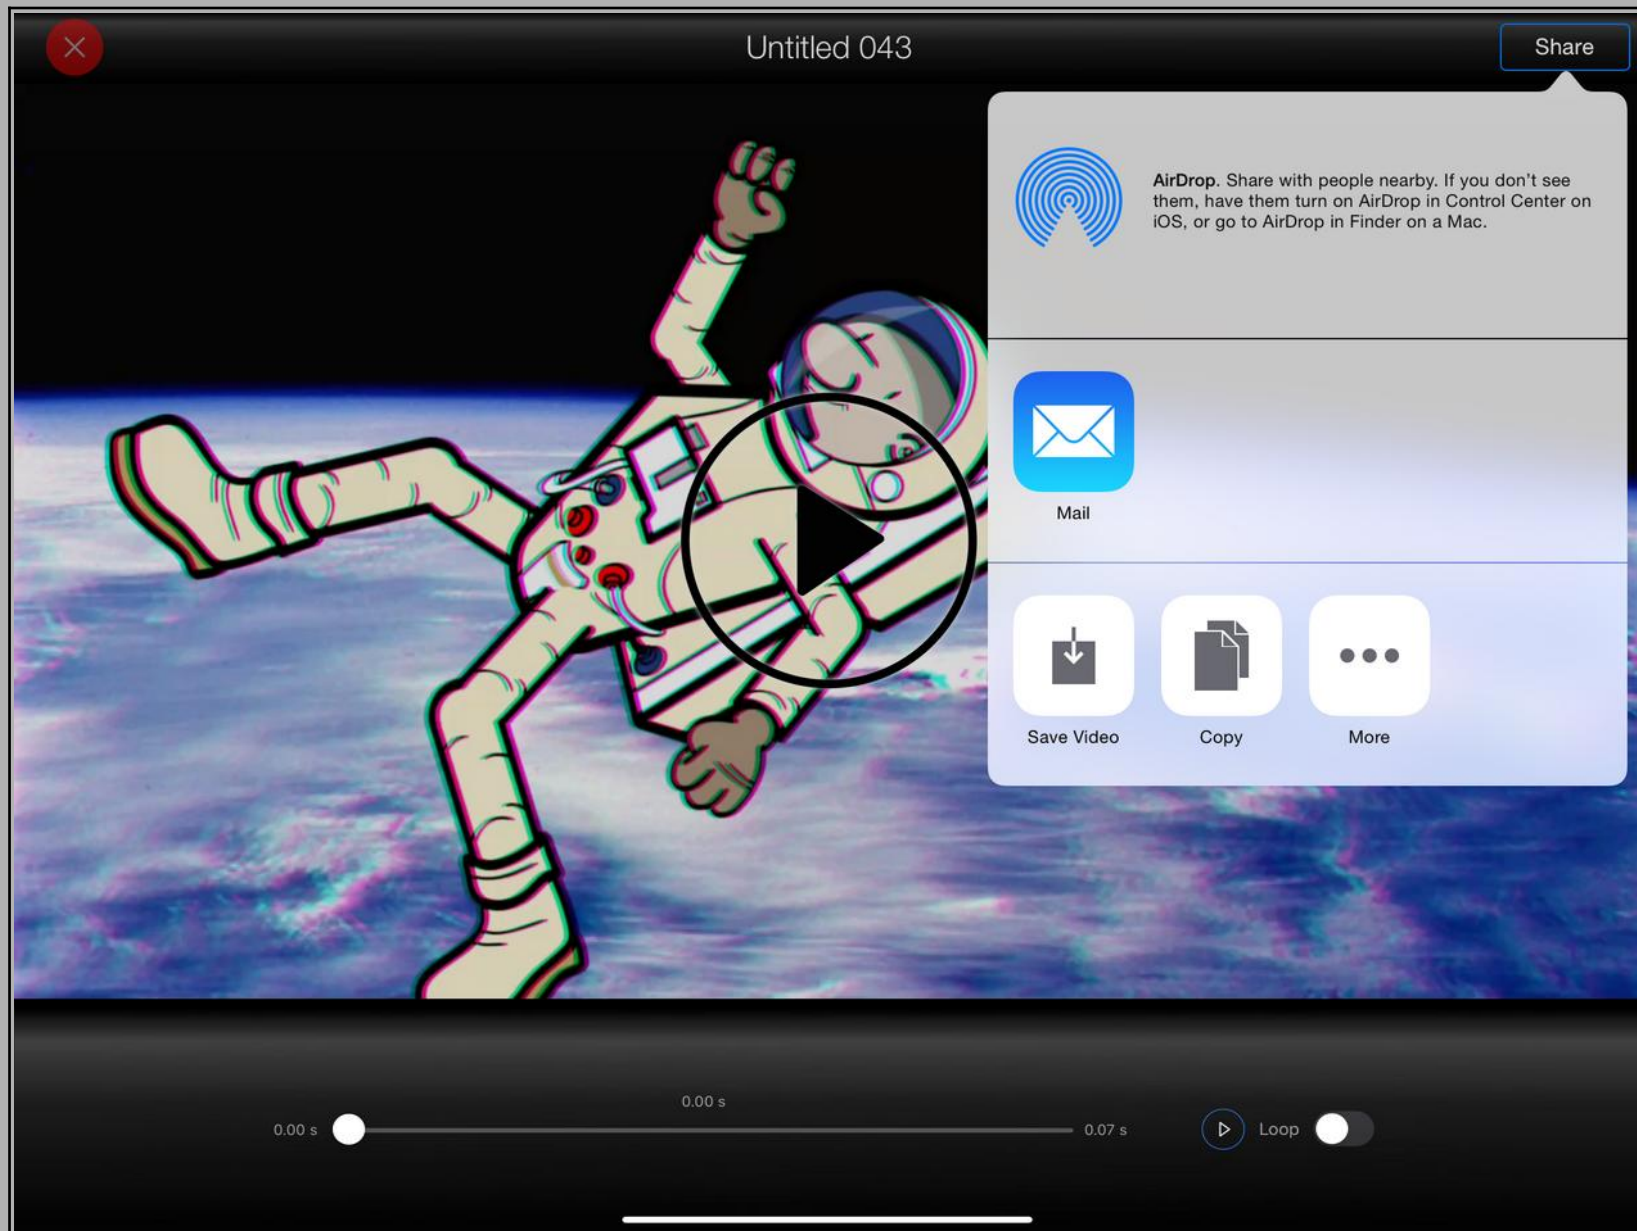 Untitled 043
Share
AirDrop. Share with people nearby. If you don't see
them, have them turn on AirDrop in Control Center on
iOS, or go to AirDrop in Finder on a Mac.
Mail
Save Video
Copy
More
0.00 s
0.00 s
0.07 s
Loop